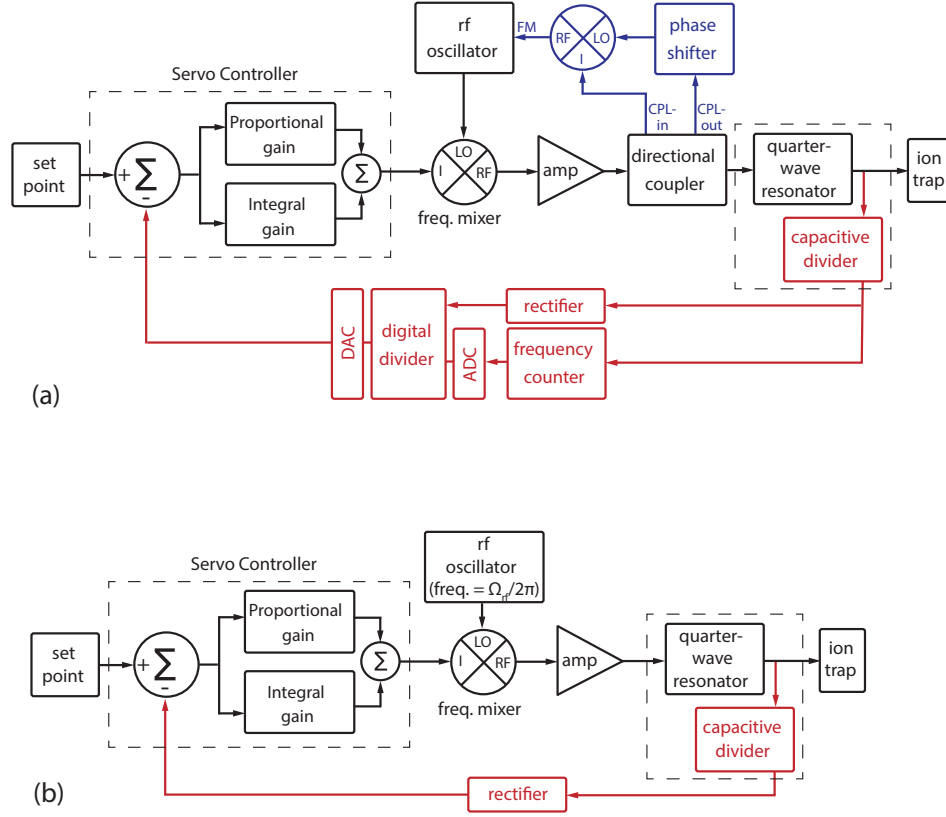 rf
oscillator
FM
RF
LO
I
phase
shifter
Servo Controller
CPL-
in
CPL-
out
set
point
+
Σ
-
Proportional
gain
Integral
gain
Σ
LO
I
RF
freq. mixer
amp
directional
coupler
quarter-
wave
resonator
ion
trap
capacitive
divider
DAC
digital
divider
ADC
rectifier
frequency
counter
(a)
rf
oscillator
(freq. = Ωrf/2π)
Servo Controller
set
point
+
Σ
-
Proportional
gain
Integral
gain
Σ
LO
I
RF
freq. mixer
amp
quarter-
wave
resonator
ion
trap
capacitive
divider
rectifier
(b)